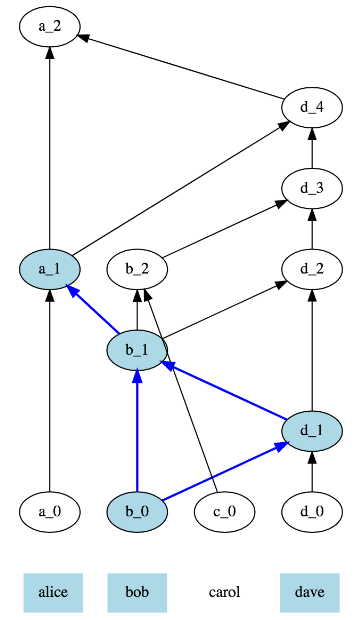 a_2
d_4
d_3
a_1
b_2
d_2
b_1
d_1
a_0
b_0
c_0
d_0
alice
bob
carol
dave